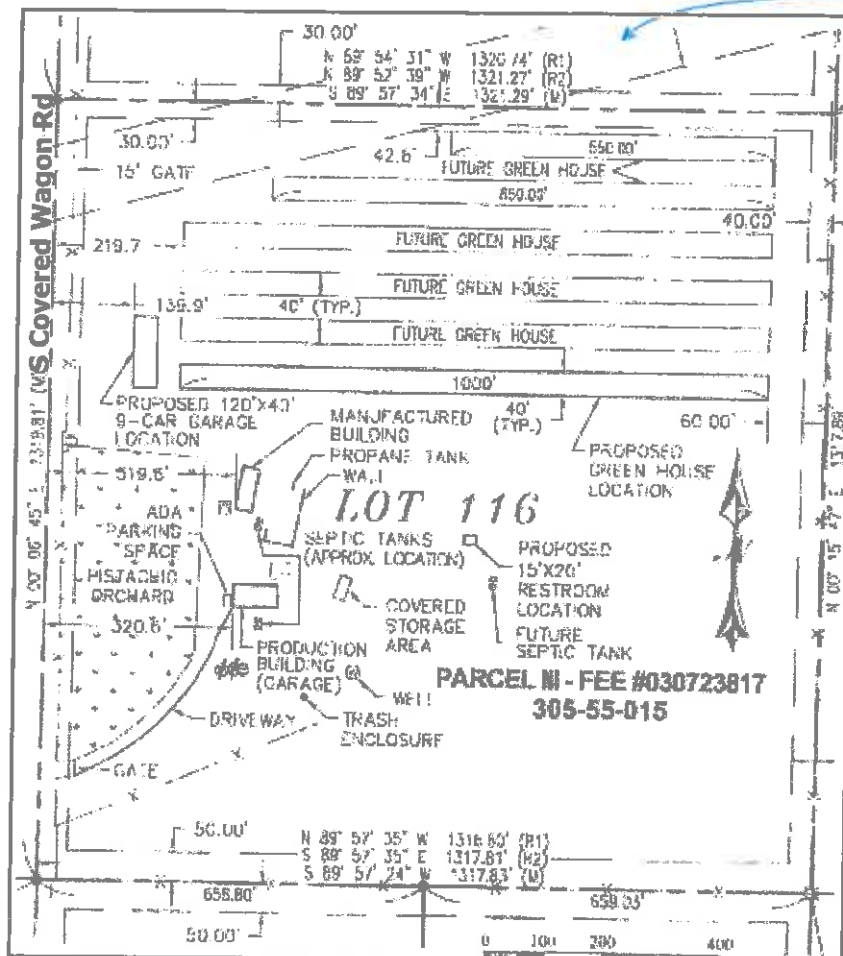 30.00'
N 89° 54' 31" W 1320.74' (R1)
N 89° 52' 39" W 1321.27' (R2)
S 89° 57' 34" E 1321.29' (M)
S Covered Wagon Rd
30.00'
15' GATE
42.6'
550.00'
FUTURE GREEN HOUSE
850.00'
40.00'
219.7
FUTURE GREEN HOUSE
FUTURE GREEN HOUSE
40' (TYP.)
FUTURE GREEN HOUSE
1000'
PROPOSED 120'X40'
9-CAR GARAGE
LOCATION
MANUFACTURED
BUILDING
PROPANE TANK
WALL
40'
(TYP.)
60.00'
PROPOSED
GREEN HOUSE
LOCATION
319.6'
LOT 116
ADA
PARKING
SPACE
PISTACHIO
ORCHARD
SEPTIC TANKS
(APPROX. LOCATION)
PROPOSED
15'X20'
RESTROOM
LOCATION
320.6'
COVERED
STORAGE
AREA
FUTURE
SEPTIC TANK
PRODUCTION
BUILDING
(GARAGE)
WELL
PARCEL III - FEE #030723817
305-55-015
DRIVEWAY
TRASH
ENCLOSURE
GATE
50.00'
N 89° 57' 35" W 1316.60' (R1)
S 89° 57' 35" E 1317.81' (R2)
S 89° 57' 24" W 1317.83' (M)
658.80'
659.03'
50.00'
0 100 200 400